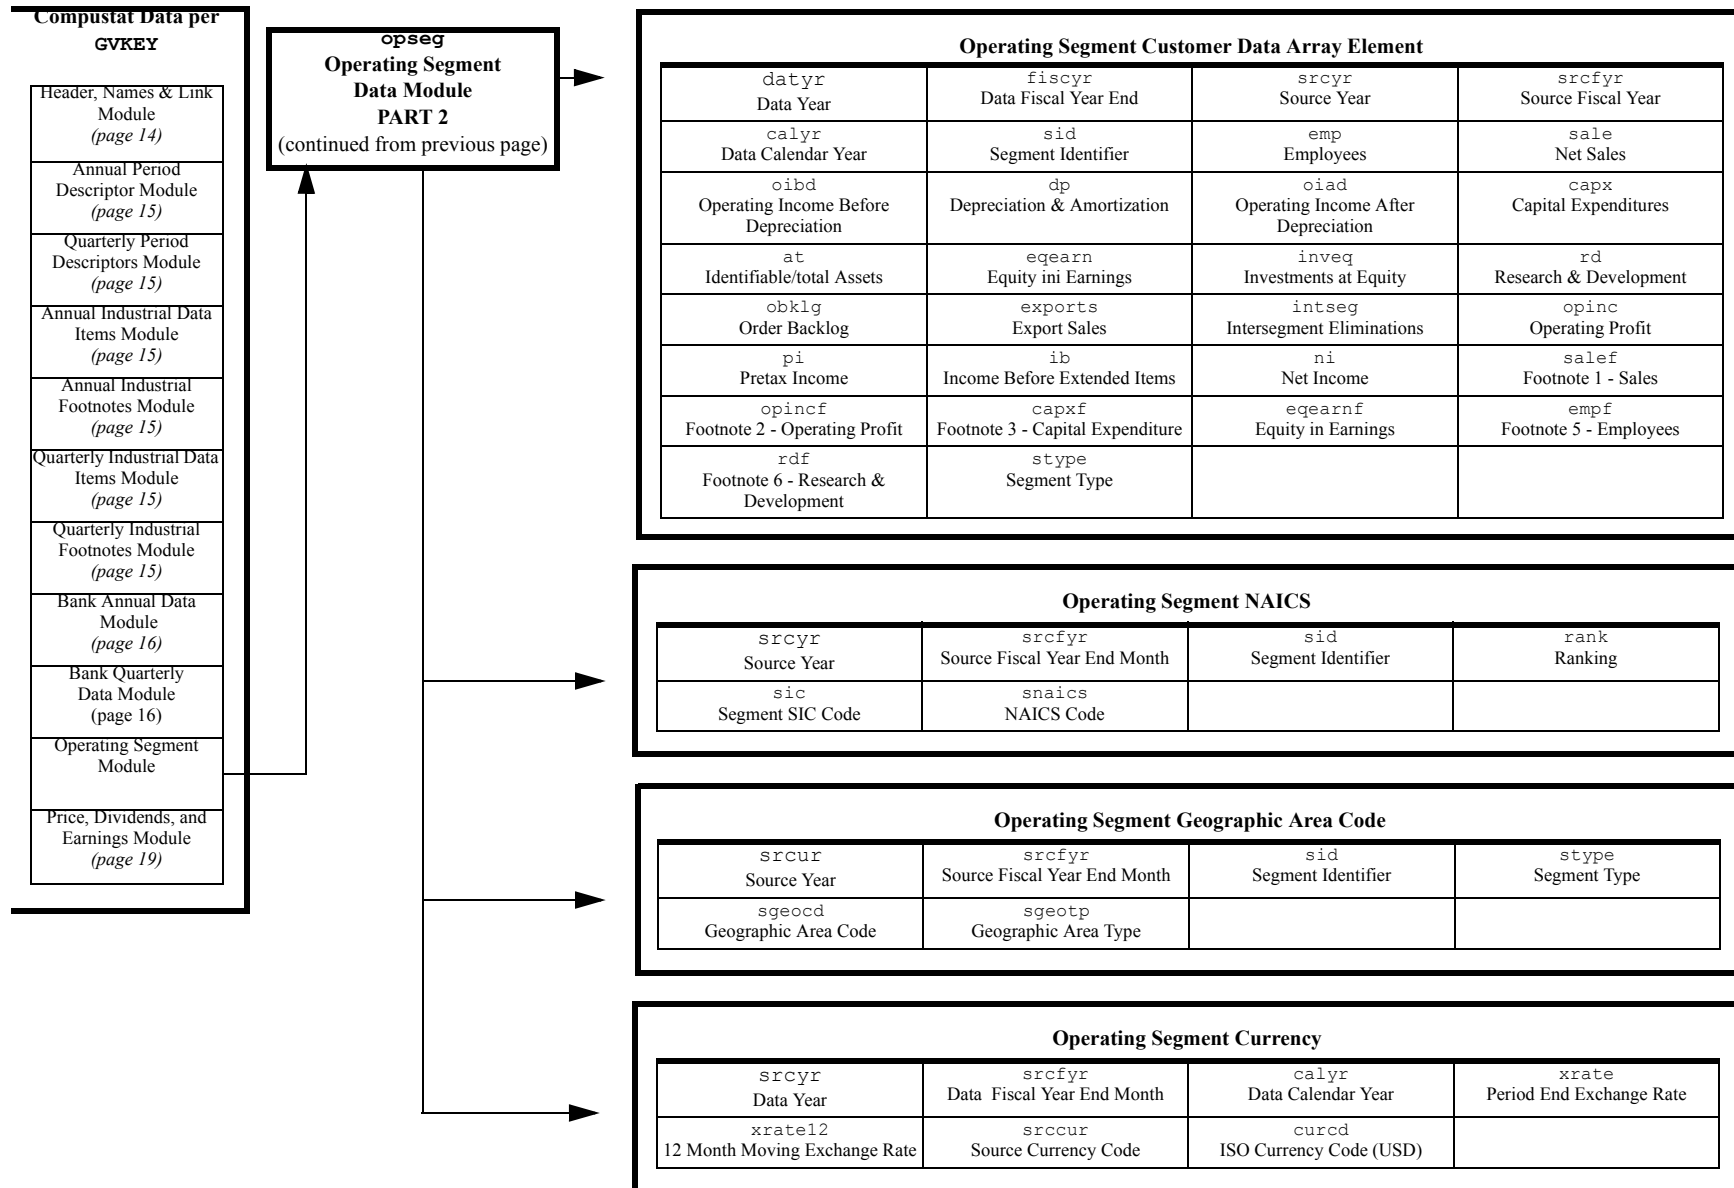 Compustat Data per
GVKEY
Header, Names & Link
Module
(page 14)
Annual Period
Descriptor Module
(page 15)
Quarterly Period
Descriptors Module
(page 15)
Annual Industrial Data
Items Module
(page 15)
Annual Industrial
Footnotes Module
(page 15)
Quarterly Industrial Data
Items Module
(page 15)
Quarterly Industrial
Footnotes Module
(page 15)
Bank Annual Data
Module
(page 16)
Bank Quarterly
Data Module
(page 16)
Operating Segment
Module
Price, Dividends, and
Earnings Module
(page 19)
opseg
Operating Segment
Data Module
PART 2
(continued from previous page)
Operating Segment Customer Data Array Element
datyr
Data Year
fiscyr
Data Fiscal Year End
srcyr
Source Year
srcfyr
Source Fiscal Year
calyr
Data Calendar Year
sid
Segment Identifier
emp
Employees
sale
Net Sales
oibd
Operating Income Before
Depreciation
dp
Depreciation & Amortization
oiad
Operating Income After
Depreciation
capx
Capital Expenditures
at
Identifiable/total Assets
eqearn
Equity ini Earnings
inveq
Investments at Equity
rd
Research & Development
obklg
Order Backlog
exports
Export Sales
intseg
Intersegment Eliminations
opinc
Operating Profit
pi
Pretax Income
ib
Income Before Extended Items
ni
Net Income
salef
Footnote 1 - Sales
opincf
Footnote 2 - Operating Profit
capxf
Footnote 3 - Capital Expenditure
eqearnf
Equity in Earnings
empf
Footnote 5 - Employees
rdf
Footnote 6 - Research &
Development
stype
Segment Type
Operating Segment NAICS
srcyr
Source Year
srcfyr
Source Fiscal Year End Month
sid
Segment Identifier
rank
Ranking
sic
Segment SIC Code
snaics
NAICS Code
Operating Segment Geographic Area Code
srcur
Source Year
srcfyr
Source Fiscal Year End Month
sid
Segment Identifier
stype
Segment Type
sgeocd
Geographic Area Code
sgeotp
Geographic Area Type
Operating Segment Currency
srcyr
Data Year
srcfyr
Data Fiscal Year End Month
calyr
Data Calendar Year
xrate
Period End Exchange Rate
xrate12
12 Month Moving Exchange Rate
srccur
Source Currency Code
curcd
ISO Currency Code (USD)